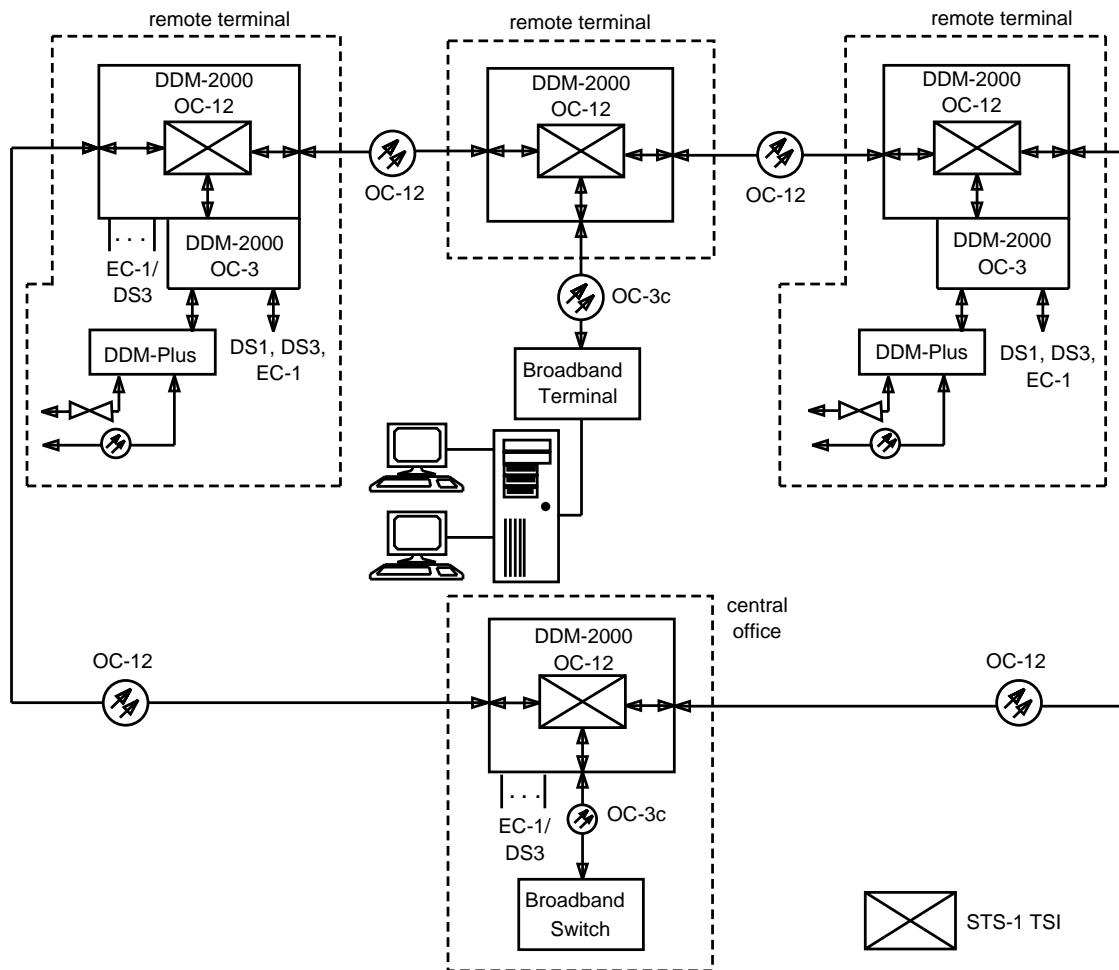 remote terminal
remote terminal
remote terminal
DDM-2000
OC-12
DDM-2000
OC-12
DDM-2000
OC-12
OC-12
OC-12
. . .
EC-1/
DS3
DDM-2000
OC-3
DDM-2000
OC-3
OC-3c
DDM-Plus
DS1, DS3,
EC-1
Broadband
Terminal
DDM-Plus
DS1, DS3,
EC-1
central
office
DDM-2000
OC-12
OC-12
OC-12
. . .
EC-1/
DS3
OC-3c
Broadband
Switch
STS-1 TSI